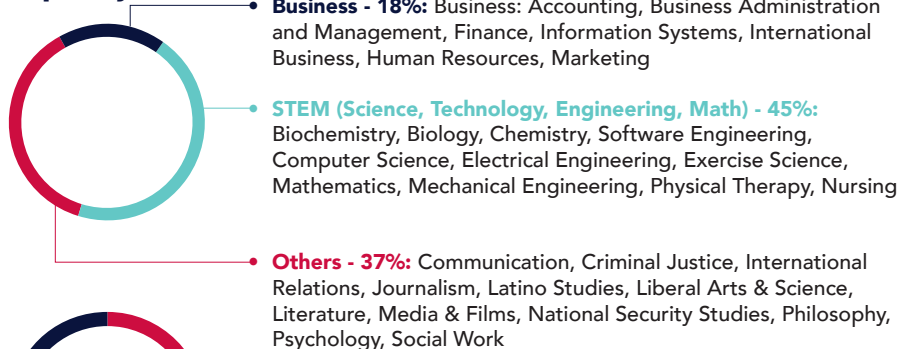 Business - 18%: Business: Accounting, Business Administration
and Management, Finance, Information Systems, International
Business, Human Resources, Marketing
STEM (Science, Technology, Engineering, Math) - 45%:
Biochemistry, Biology, Chemistry, Software Engineering,
Computer Science, Electrical Engineering, Exercise Science,
Mathematics, Mechanical Engineering, Physical Therapy, Nursing
Others - 37%: Communication, Criminal Justice, International
Relations, Journalism, Latino Studies, Liberal Arts & Science,
Literature, Media & Films, National Security Studies, Philosophy,
Psychology, Social Work